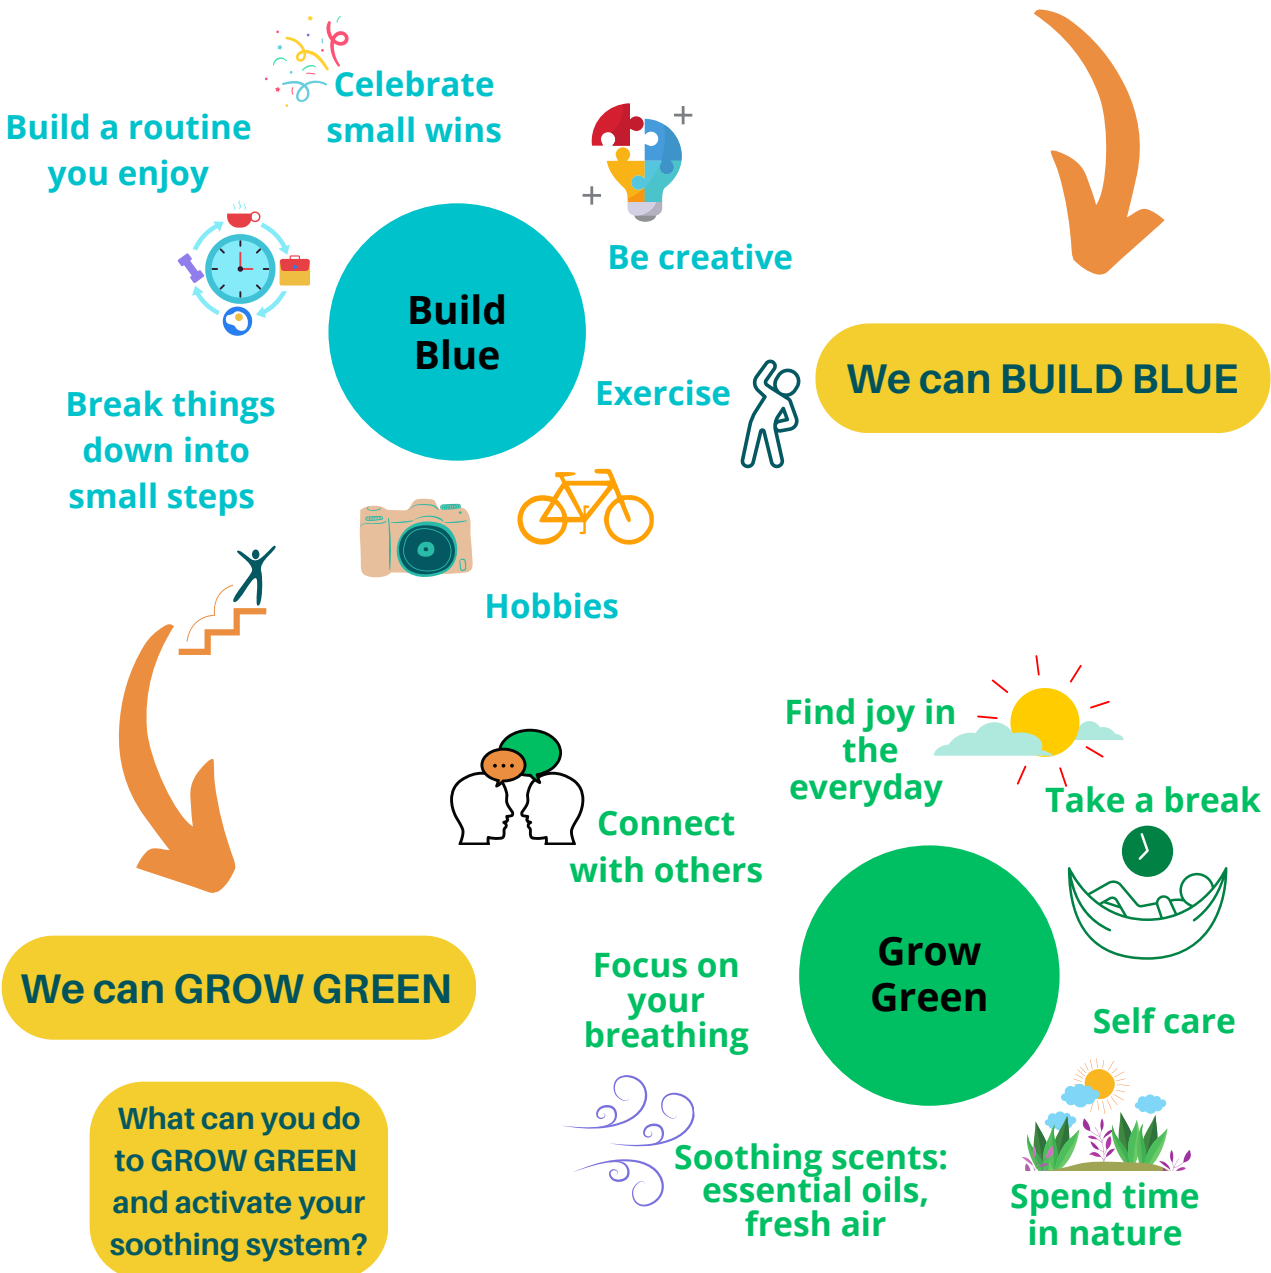 Celebrate
small wins
Build a routine
you enjoy
Be creative
Build
Blue
Exercise
We can BUILD BLUE
Break things
down into
small steps
Hobbies
Find joy in
the
everyday
Take a break
Connect
with others
Grow
Green
Focus on
your
breathing
We can GROW GREEN
Self care
What can you do
to GROW GREEN
and activate your
soothing system?
Soothing scents:
essential oils,
fresh air
Spend time
in nature